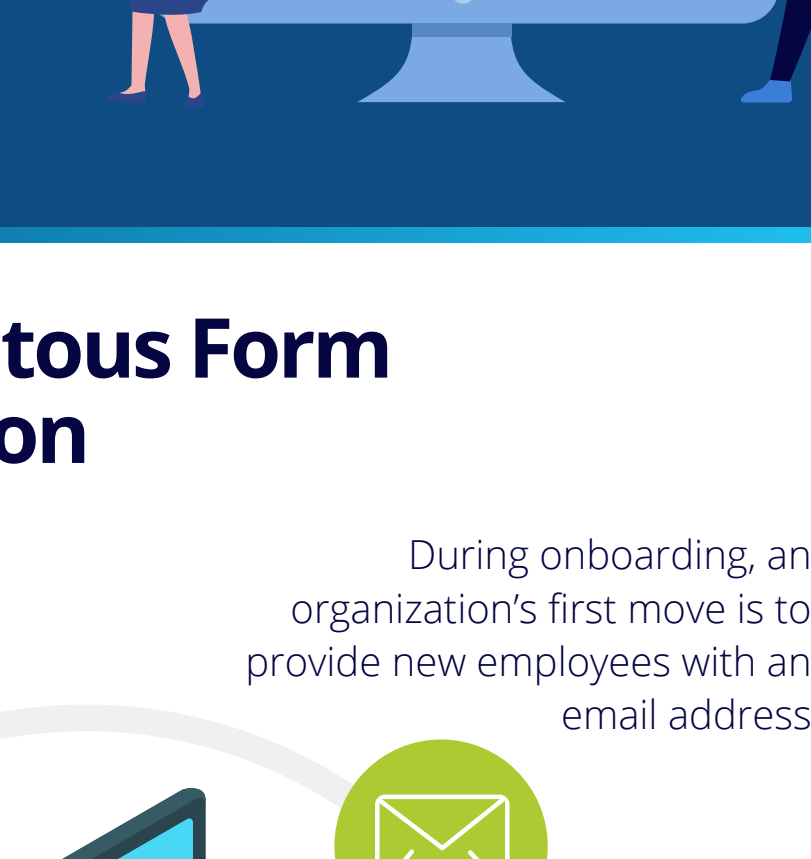 tous Form
on
During onboarding, an
organization’s first move is to
provide new employees with an
email address